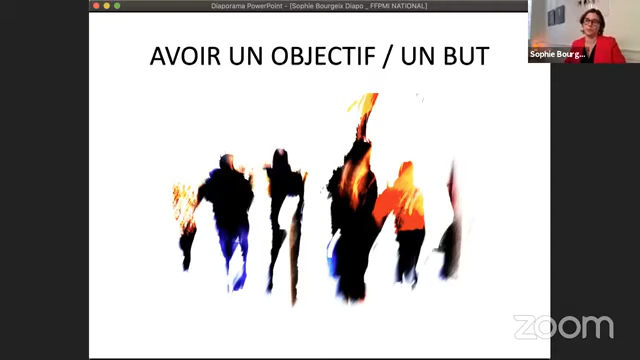 Diaporama PowerPoint - [Sophie Bourgeix Diapo _ FFPMI NATIONAL]
Sophie Bourg...
AVOIR UN OBJECTIF / UN BUT
zoom